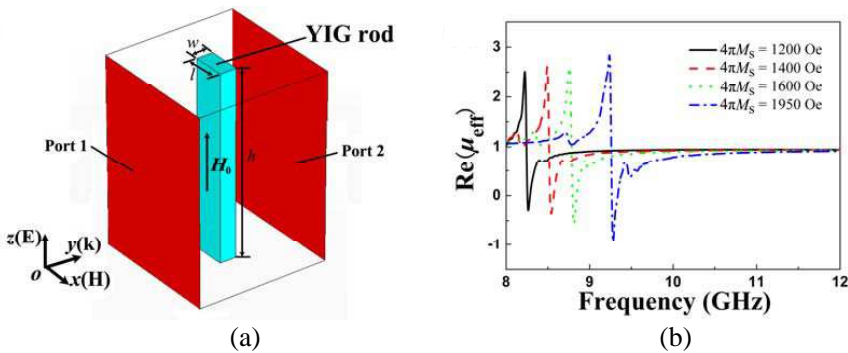 w
l
YIG rod
Port 1
H₀
h
Port 2
z(E)
y(k)
o
x(H)
(a)
Re(μeff)
3
2
1
0
-1
4πMs = 1200 Oe
4πMs = 1400 Oe
4πMs = 1600 Oe
4πMs = 1950 Oe
8 9 10 11 12
Frequency (GHz)
(b)